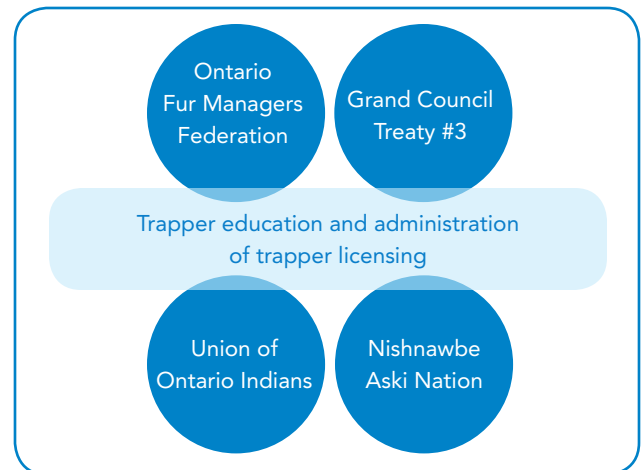 Ontario
Fur Managers
Federation
Grand Council
Treaty #3
Trapper education and administration
of trapper licensing
Union of
Ontario Indians
Nishnawbe
Aski Nation